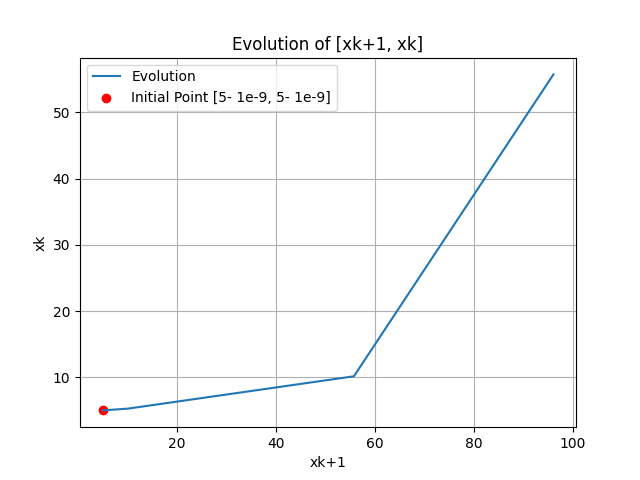 Evolution of [xk+1, xk]
Evolution
Initial Point [5- 1e-9, 5- 1e-9]
50
40
30
20
10
xk
20 40 60 80 100
xk+1